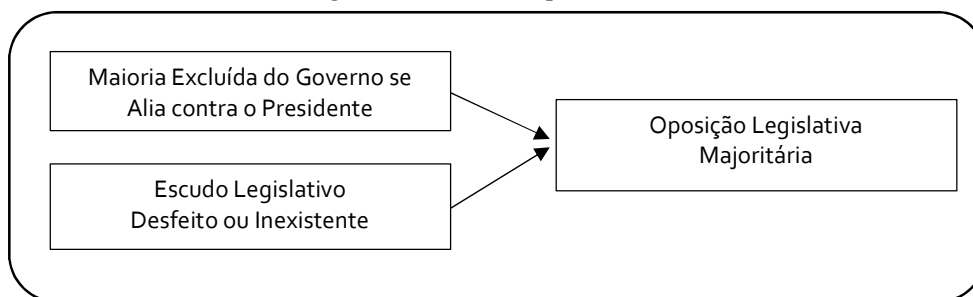 Maioria Excluída do Governo se
Alia contra o Presidente
Escudo Legislativo
Desfeito ou Inexistente
Oposição Legislativa
Majoritária